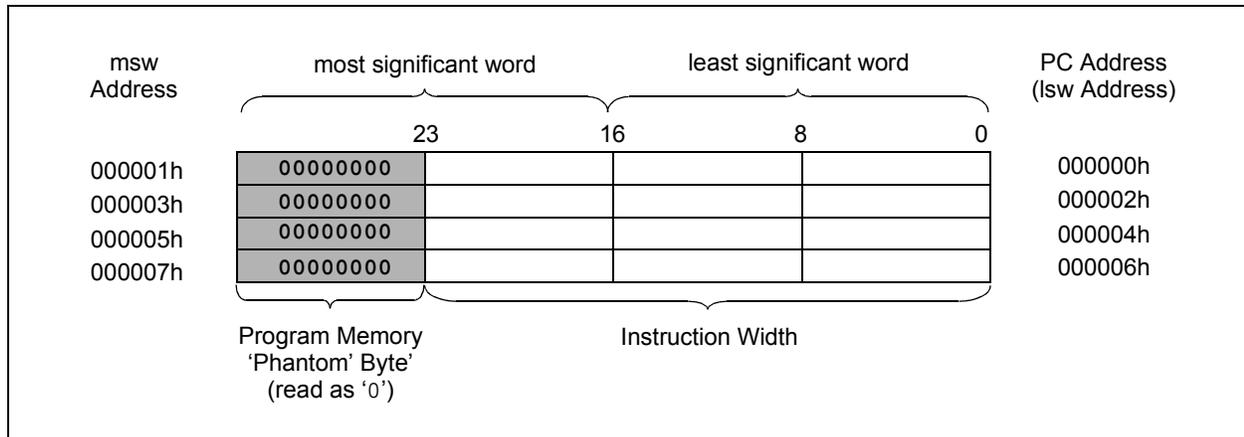 msw
Address
most significant word
least significant word
PC Address
(lsw Address)
23
16
8
0
000001h
00000000
000000h
000003h
00000000
000002h
000005h
00000000
000004h
000007h
00000000
000006h
Program Memory
‘Phantom’ Byte’
(read as ‘0’)
Instruction Width